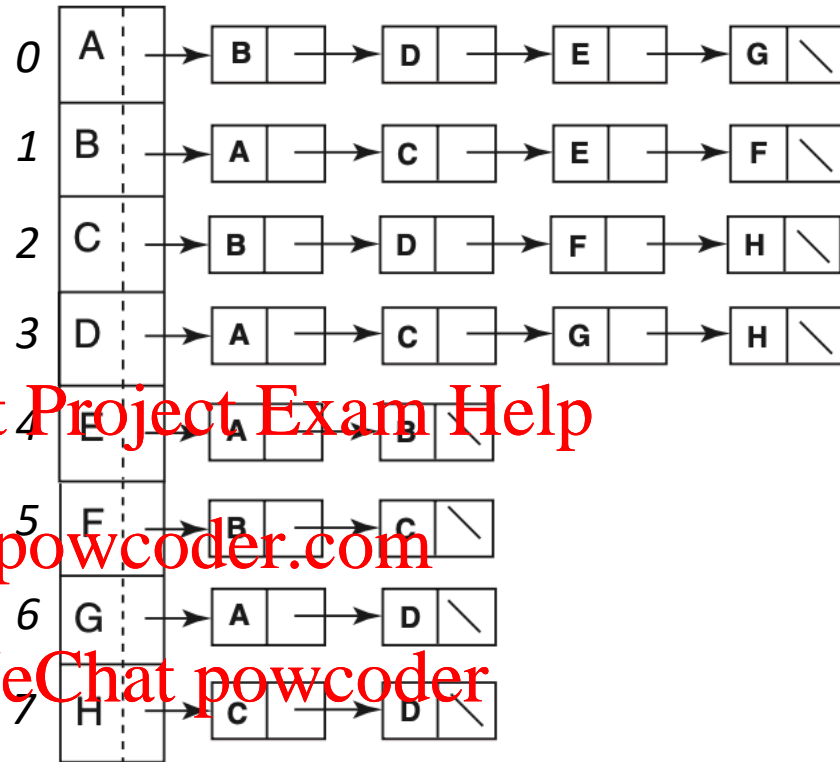 0 A B D E G
1 B A C E F
2 C B D F H
3 D A C G H
t Project Exam Help
4 E A B
5 F B C
powcoder.com
6 G A D
eChat powcoder
7 H C D